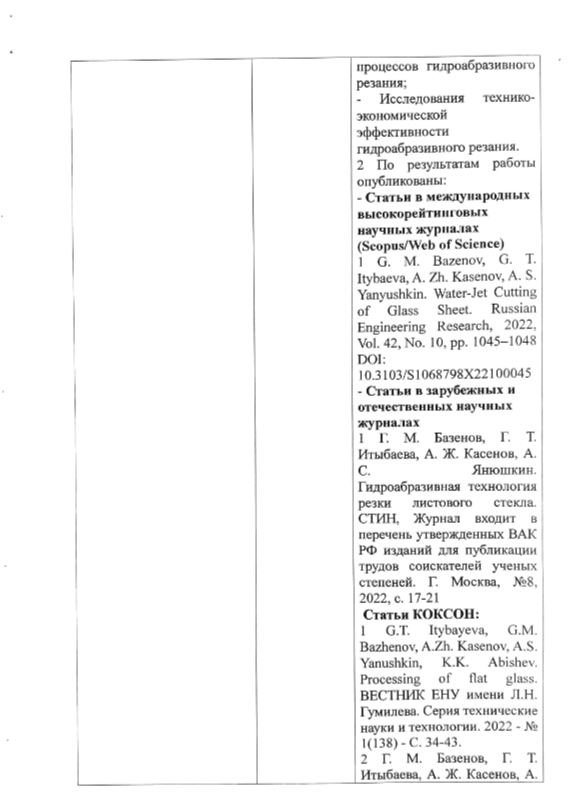 процессов гидроабразивного
резания;
- Исследования технико-
экономической
эффективности
гидроабразивного резания.
2 По результатам работы
опубликованы:
- Статьи в международных
высокорейтинговых
научных журналах
(Scopus/Web of Science)
1 G. M. Bazenov, G. T.
Itybaeva, A. Zh. Kasenov, A. S.
Yanyushkin. Water-Jet Cutting
of Glass Sheet. Russian
Engineering Research, 2022,
Vol. 42, No. 10, pp. 1045–1048
DOI:
10.3103/S1068798X22100045
- Статьи в зарубежных и
отечественных научных
журналах
1 Г. М. Базенов, Г. Т.
Итыбаева, А. Ж. Касенов, А.
С. Янюшкин.
Гидроабразивная технология
резки листового стекла.
СТИН, Журнал входит в
перечень утвержденных ВАК
РФ изданий для публикации
трудов соискателей ученых
степеней. Г. Москва, №8,
2022, с. 17-21
Статьи КОКСОН:
1 G.T. Itybayeva, G.M.
Bazhenov, A.Zh. Kasenov, A.S.
Yanushkin, K.K. Abishev.
Processing of flat glass.
ВЕСТНИК ЕНУ имени Л.Н.
Гумилева. Серия технические
науки и технологии. 2022 - №
1(138) - С. 34-43.
2 Г. М. Базенов, Г. Т.
Итыбаева, А. Ж. Касенов, А.